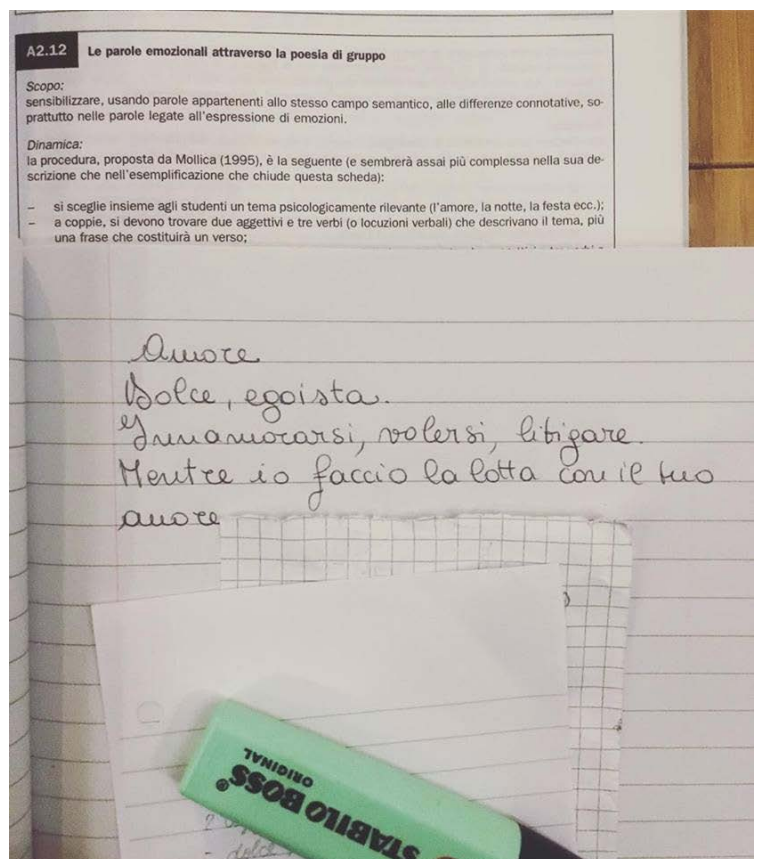 A2.12 Le parole emozionali attraverso la poesia di gruppo
Scopo:
sensibilizzare, usando parole appartenenti allo stesso campo semantico, alle differenze connotative, so-
prattutto nelle parole legate all'espressione di emozioni.
Dinamica:
la procedura, proposta da Mollica (1995), è la seguente (e sembrerà assai più complessa nella sua de-
scrizione che nell'esemplificazione che chiude questa scheda):
– si sceglie insieme agli studenti un tema psicologicamente rilevante (l'amore, la notte, la festa ecc.);
– a coppie, si devono trovare due aggettivi e tre verbi (o locuzioni verbali) che descrivano il tema, più
una frase che costituirà un verso;
Amore
Dolce, egoista.
Innamorarsi, volersi, litigare.
Mentre io faccio la lotta con il tuo
amore
STABILO BOSS®
ORIGINAL